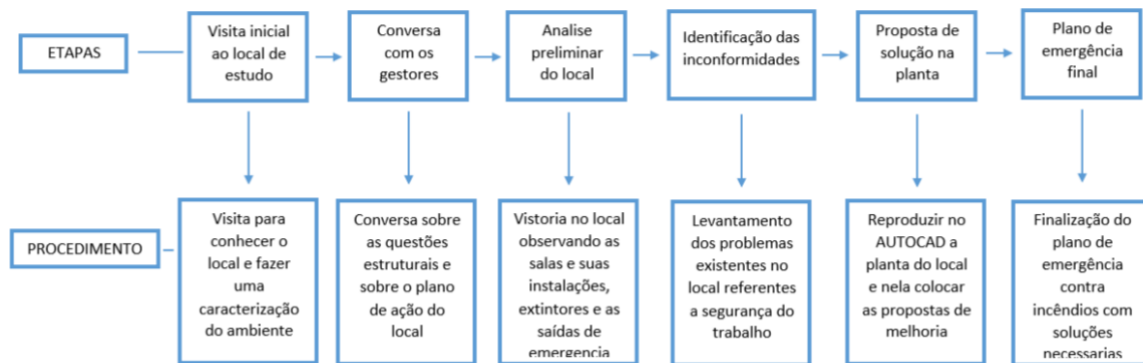 ETAPAS
Visita inicial
ao local de
estudo
Conversa
com os
gestores
Analise
preliminar
do local
Identificação das
inconformidades
Proposta de
solução na
planta
Plano de
emergência
final
PROCEDIMENTO
Visita para
conhecer o
local e fazer
uma
caracterização
do ambiente
Conversa sobre
as questões
estruturais e
sobre o plano
de ação do
local
Vistoria no local
observando as
salas e suas
instalações,
extintores e as
saídas de
emergencia
Levantamento
dos problemas
existentes no
local referentes
a segurança do
trabalho
Reproduzir no
AUTOCAD a
planta do local
e nela colocar
as propostas de
melhoria
Finalização do
plano de
emergência
contra
incêndios com
soluções
necessarias